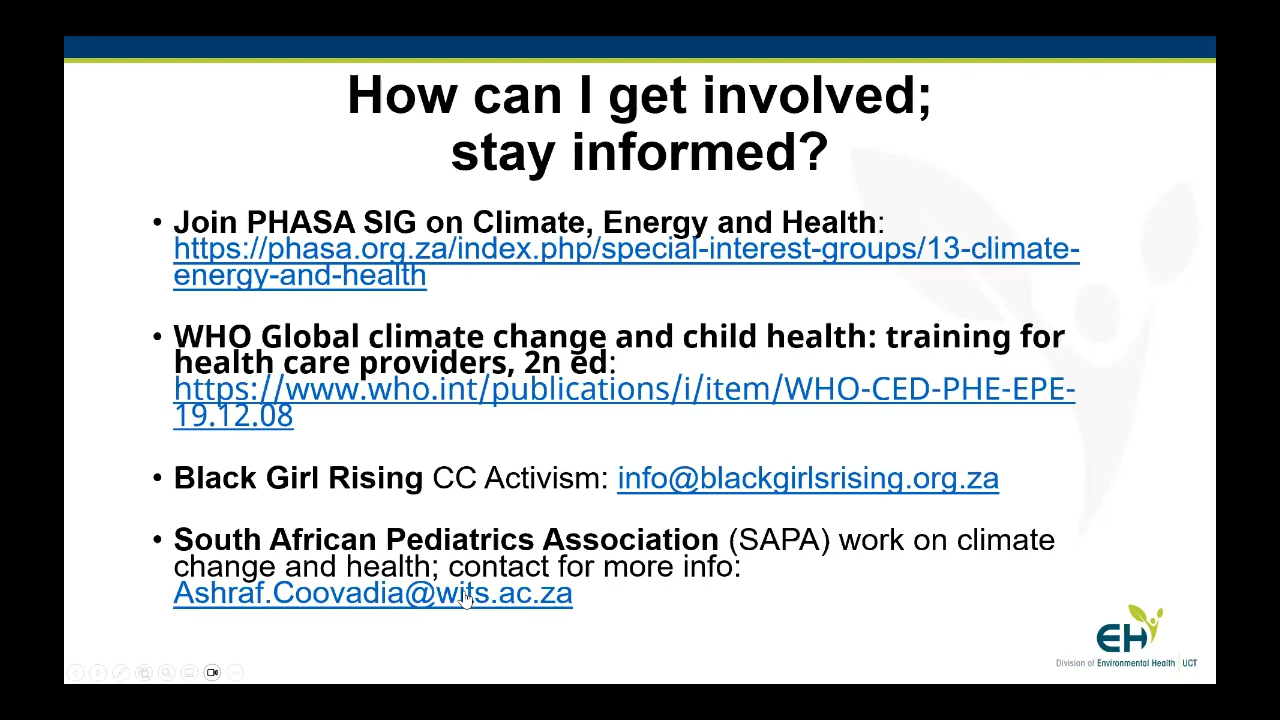 How can I get involved;
stay informed?
• Join PHASA SIG on Climate, Energy and Health:
https://phasa.org.za/index.php/special-interest-groups/13-climate-
energy-and-health
• WHO Global climate change and child health: training for
health care providers, 2n ed:
https://www.who.int/publications/i/item/WHO-CED-PHE-EPE-
19.12.08
• Black Girl Rising CC Activism: info@blackgirlsrising.org.za
• South African Pediatrics Association (SAPA) work on climate
change and health; contact for more info:
Ashraf.Coovadia@wits.ac.za
EH
Division of Environmental Health | UCT